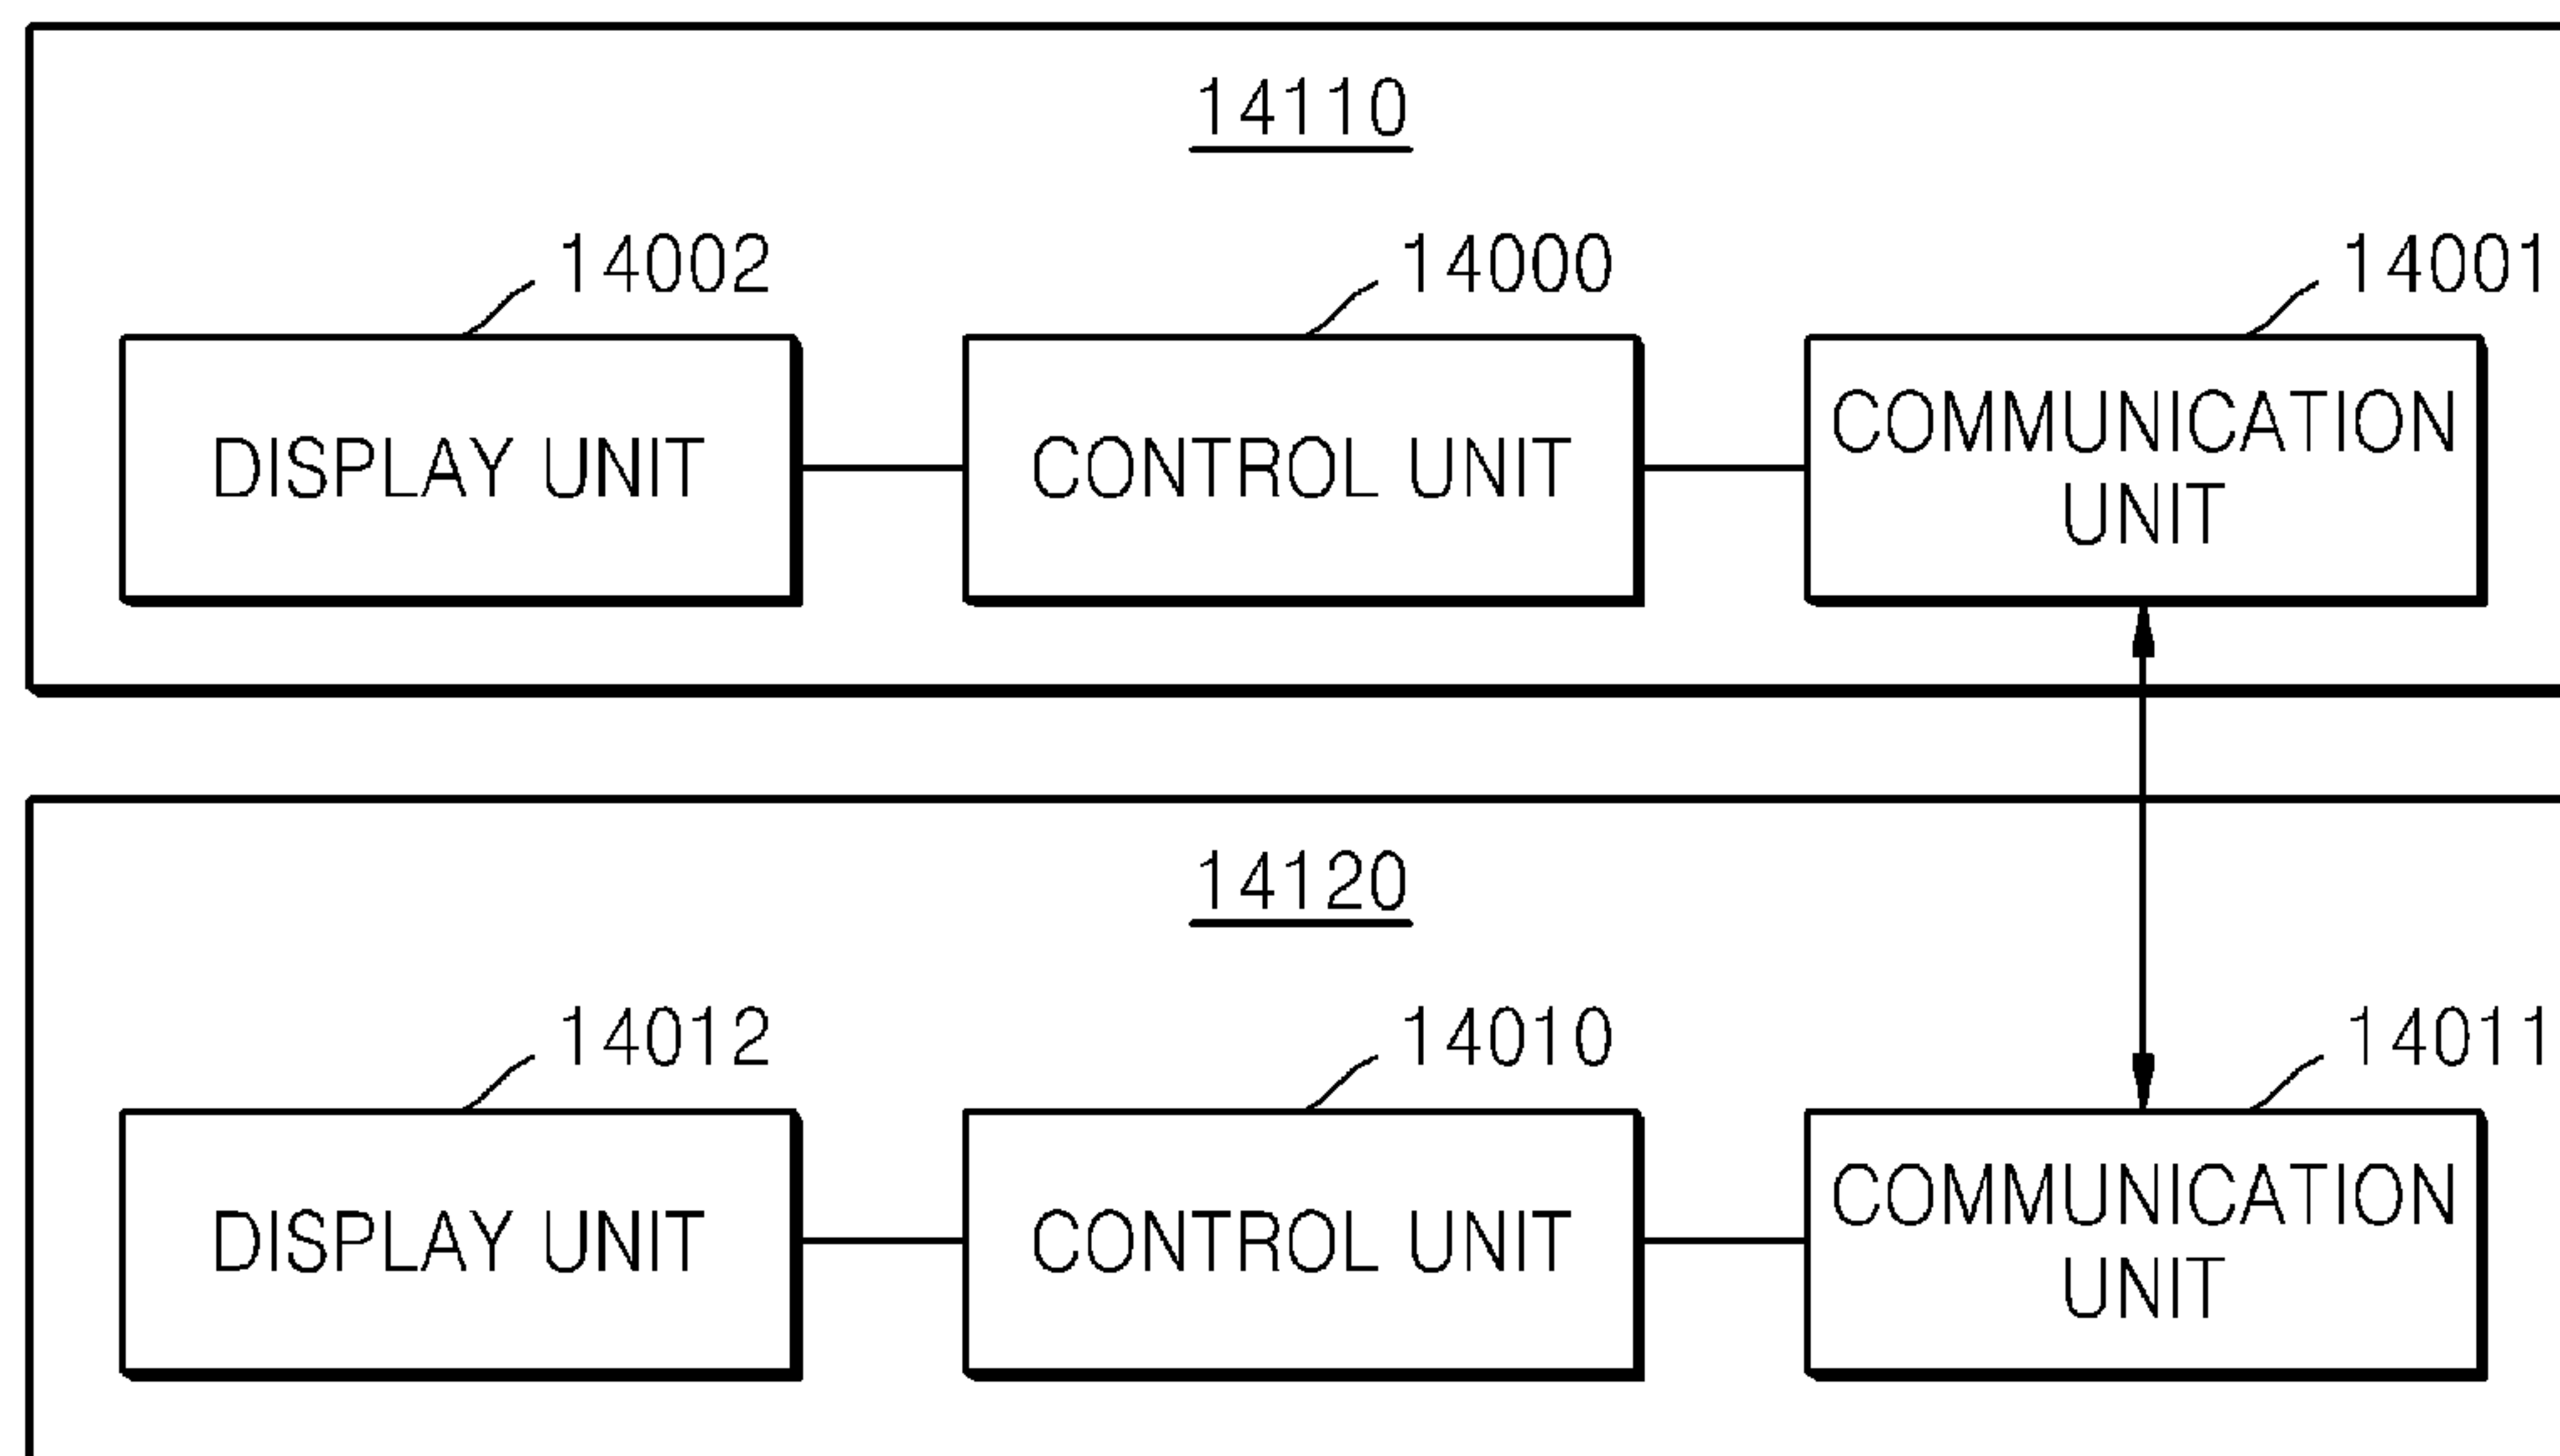 14110
14002
14000
14001
DISPLAY UNIT
CONTROL UNIT
COMMUNICATION
UNIT
14120
14012
14010
14011
DISPLAY UNIT
CONTROL UNIT
COMMUNICATION
UNIT